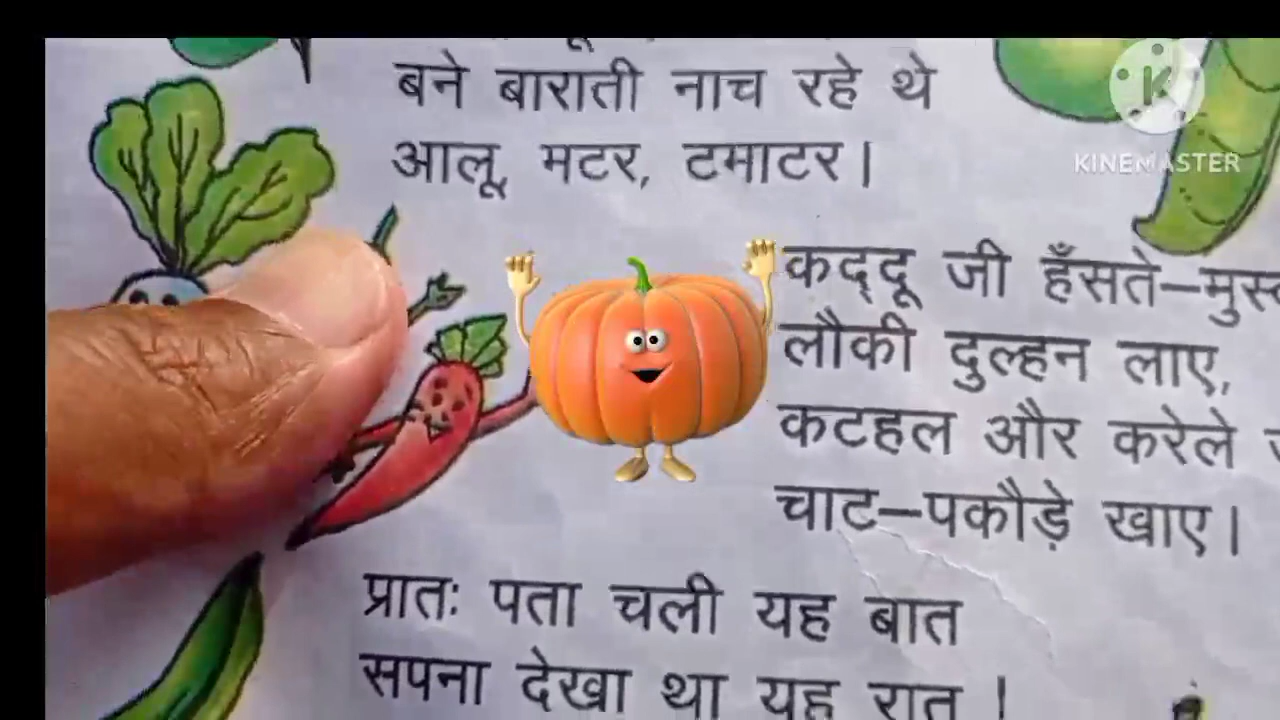 बने बाराती नाच रहे थे
आलू, मटर, टमाटर।
KINEMASTER
कद्दू जी हँसते–मुस्
लौकी दुल्हन लाए,
कटहल और करेले
चाट–पकौड़े खाए।
प्रातः पता चली यह बात
सपना देखा था यह रात !